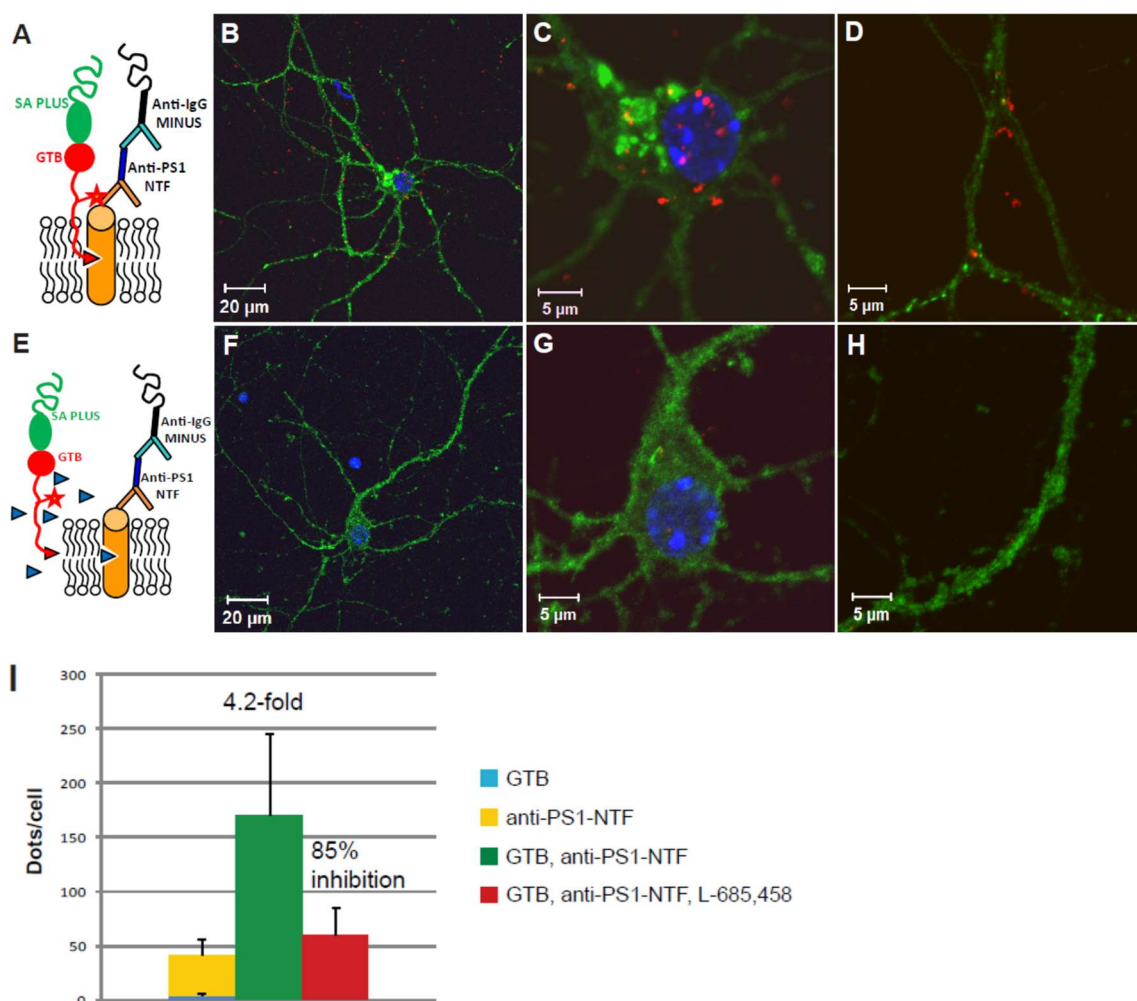 A
SA PLUS
GTB
Anti-IgG
MINUS
Anti-PS1
NTF
B
20 µm
C
5 µm
D
5 µm
E
SA PLUS
GTB
Anti-IgG
MINUS
Anti-PS1
NTF
F
20 µm
G
5 µm
H
5 µm
I
Dots/cell
300
250
200
150
100
50
0
4.2-fold
85%
inhibition
GTB
anti-PS1-NTF
GTB, anti-PS1-NTF
GTB, anti-PS1-NTF, L-685,458